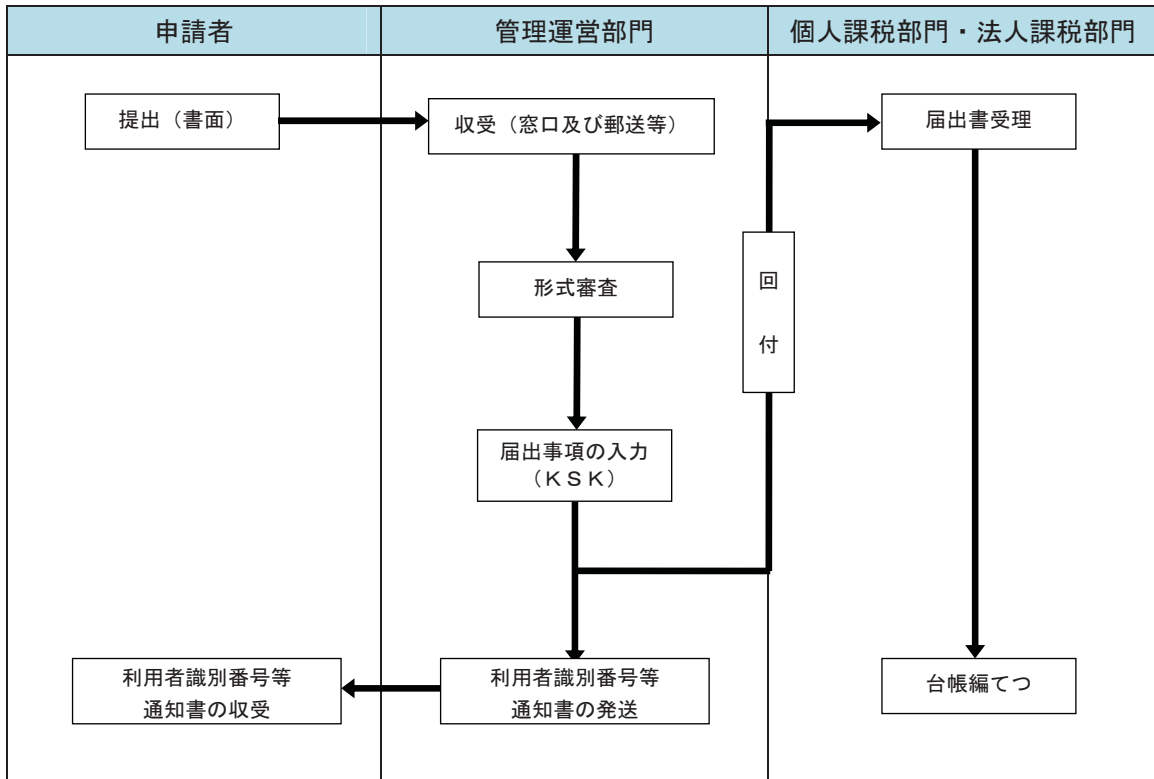 申請者
管理運営部門
個人課税部門・法人課税部門
提出（書面）
収受（窓口及び郵送等）
届出書受理
形式審査
回
付
届出事項の入力
（ＫＳＫ）
利用者識別番号等
通知書の収受
利用者識別番号等
通知書の発送
台帳編てつ